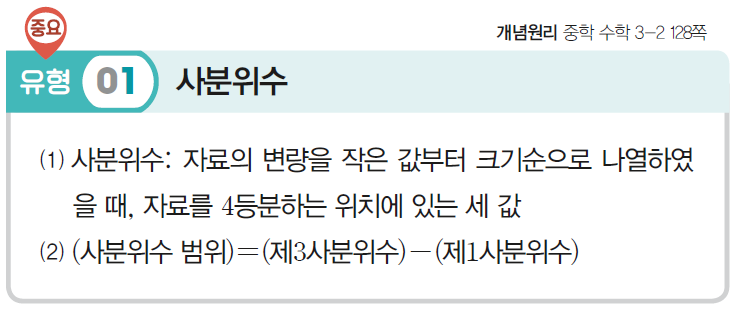 중요
개념원리 중학 수학 3-2 128쪽
유형 01 사분위수
(1) 사분위수: 자료의 변량을 작은 값부터 크기순으로 나열하였
을 때, 자료를 4등분하는 위치에 있는 세 값
(2) (사분위수 범위)=(제3사분위수)-(제1사분위수)